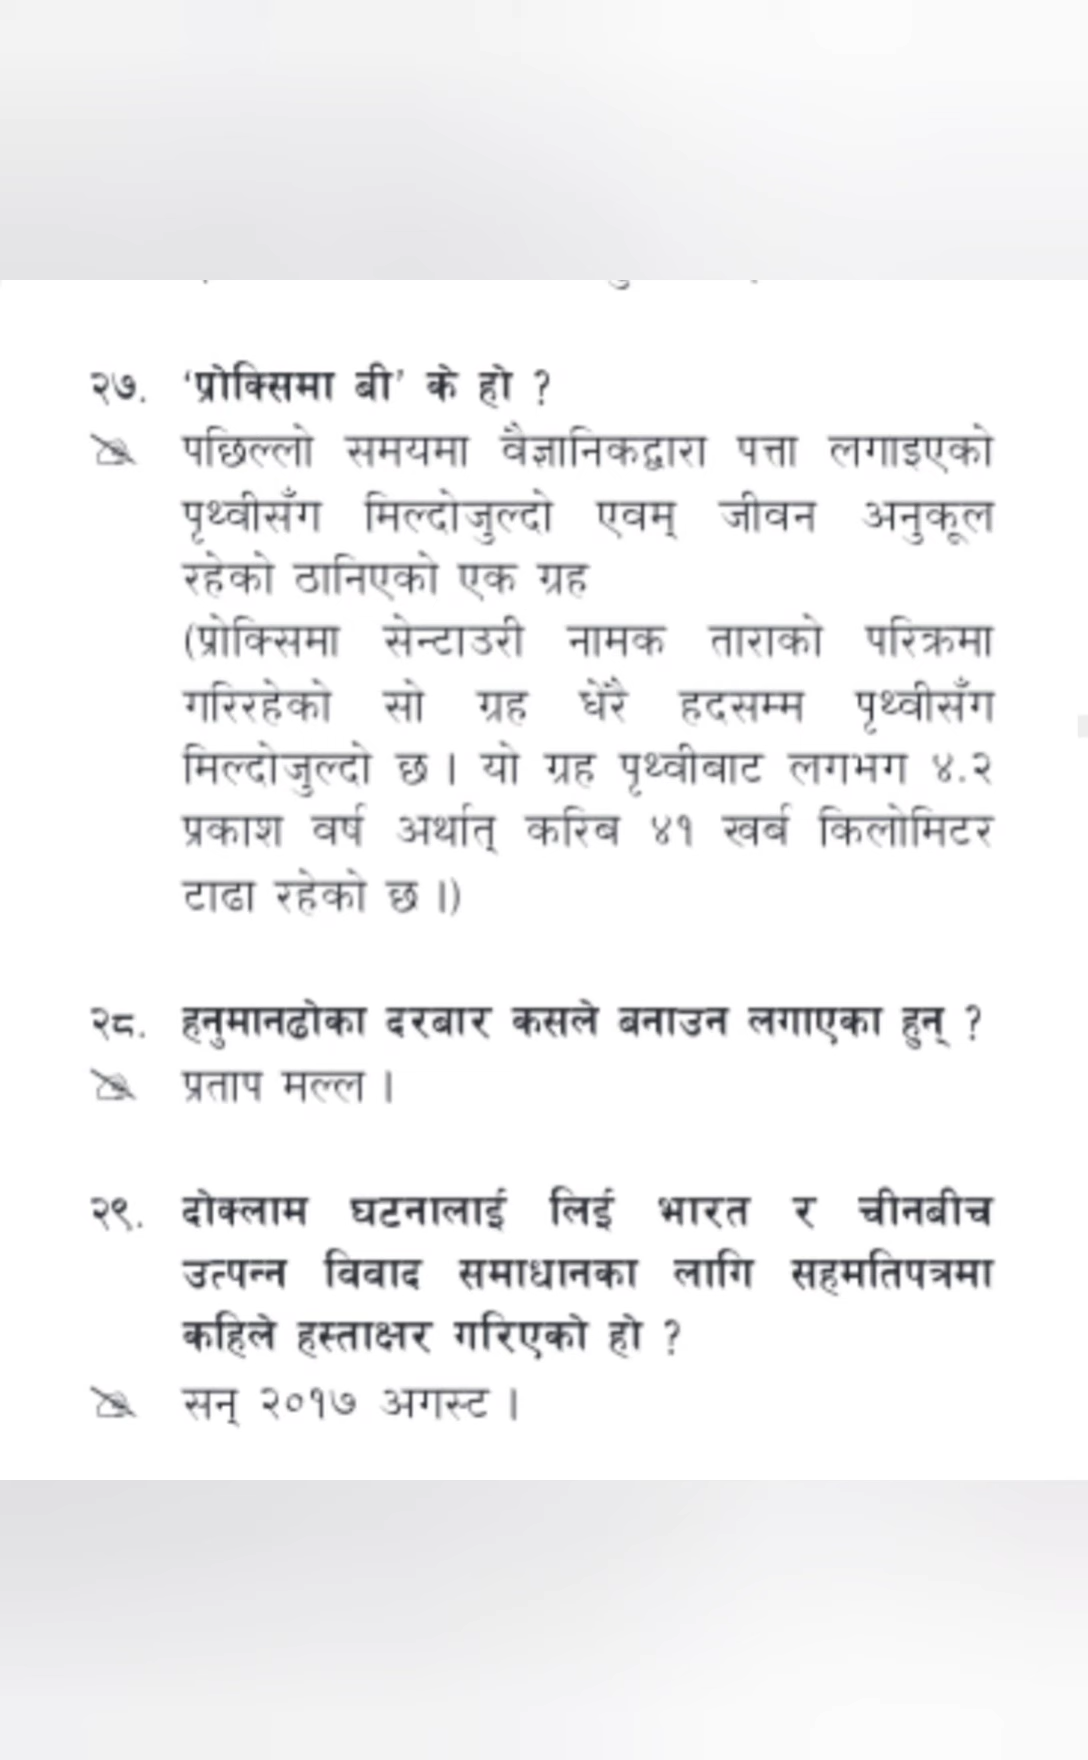 २७. ‘प्रोक्सिमा बी’ के हो ?
पछिल्लो समयमा वैज्ञानिकद्वारा पत्ता लगाइएको
पृथ्वीसँग मिल्दोजुल्दो एवम् जीवन अनुकूल
रहेको ठानिएको एक ग्रह
(प्रोक्सिमा सेन्टाउरी नामक ताराको परिक्रमा
गरिरहेको सो ग्रह धेरै हदसम्म पृथ्वीसँग
मिल्दोजुल्दो छ । यो ग्रह पृथ्वीबाट लगभग ४.२
प्रकाश वर्ष अर्थात् करिब ४१ खर्ब किलोमिटर
टाढा रहेको छ ।)
२८. हनुमानढोका दरबार कसले बनाउन लगाएका हुन् ?
प्रताप मल्ल ।
२९. दोक्लाम घटनालाई लिई भारत र चीनबीच
उत्पन्न विवाद समाधानका लागि सहमतिपत्रमा
कहिले हस्ताक्षर गरिएको हो ?
सन् २०१७ अगस्ट ।